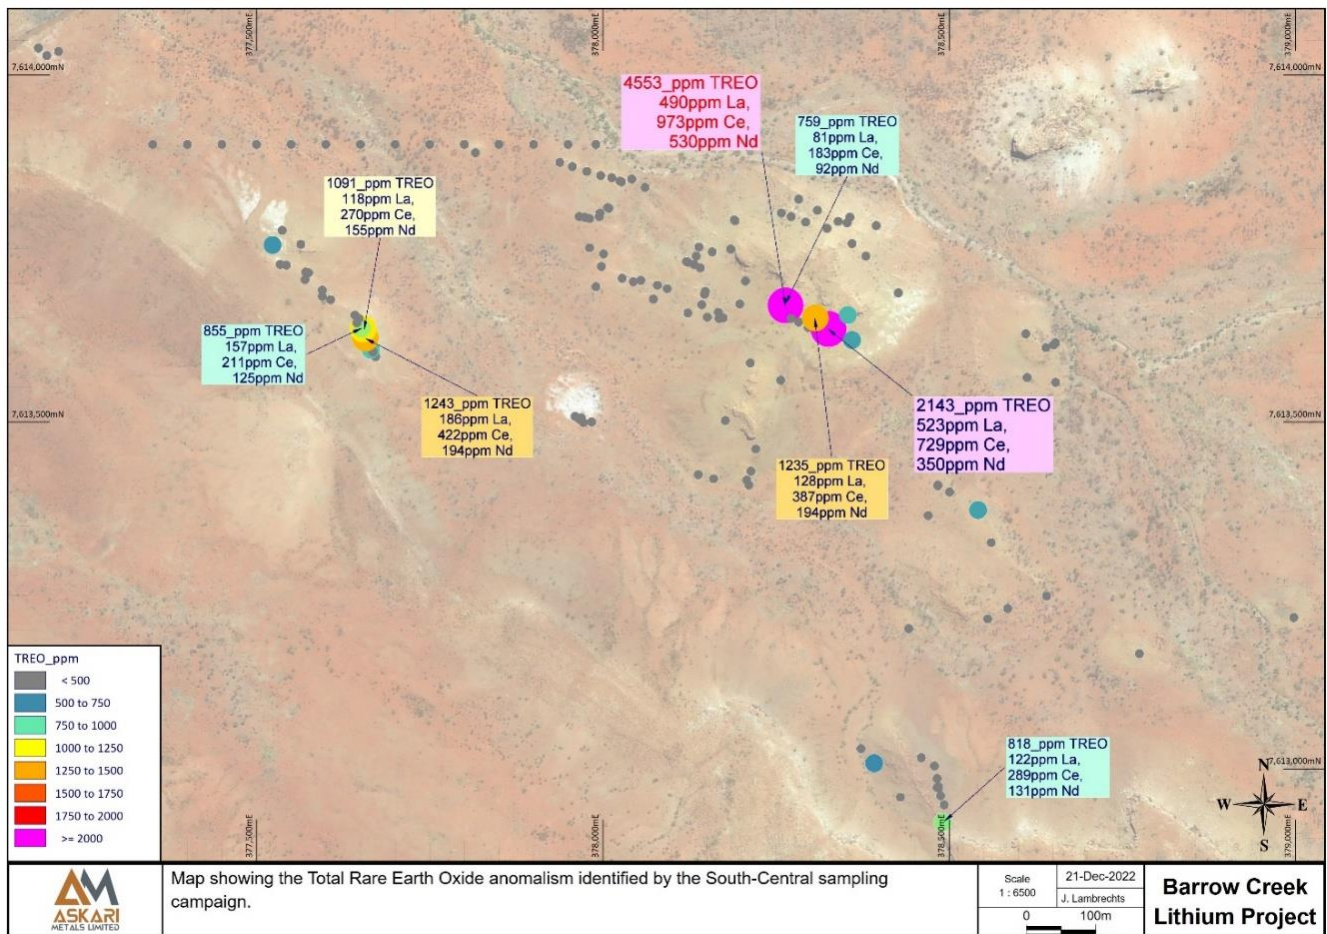 377,500mE
378,000mE
378,500mE
379,000mE
7,614,000mN
7,614,000mN
4553_ppm TREO
490ppm La,
973ppm Ce,
530ppm Nd
759_ppm TREO
81ppm La,
183ppm Ce,
92ppm Nd
1091_ppm TREO
118ppm La,
270ppm Ce,
155ppm Nd
855_ppm TREO
157ppm La,
211ppm Ce,
125ppm Nd
1243_ppm TREO
186ppm La,
422ppm Ce,
194ppm Nd
2143_ppm TREO
523ppm La,
729ppm Ce,
350ppm Nd
7,613,500mN
7,613,500mN
1235_ppm TREO
128ppm La,
387ppm Ce,
194ppm Nd
818_ppm TREO
122ppm La,
289ppm Ce,
131ppm Nd
7,613,000mN
N
W
E
S
377,500mE
378,000mE
378,500mE
379,000mE
TREO_ppm
< 500
500 to 750
750 to 1000
1000 to 1250
1250 to 1500
1500 to 1750
1750 to 2000
>= 2000
AM
ASKARI
METALS LIMITED
Map showing the Total Rare Earth Oxide anomalism identified by the South-Central sampling
campaign.
Scale
1 : 6500
21-Dec-2022
J. Lambrechts
0 100m
Barrow Creek
Lithium Project